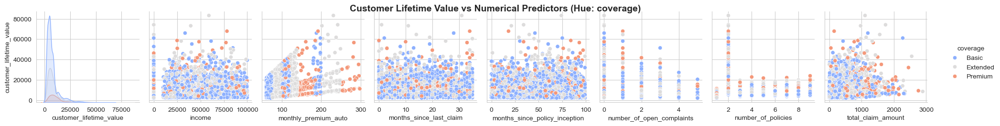 Customer Lifetime Value vs Numerical Predictors (Hue: coverage)
customer_lifetime_value
80000
60000
40000
20000
0
0 25000 50000 75000
customer_lifetime_value
0 25000 50000 75000 100000
income
100 200 300
monthly_premium_auto
0 10 20 30
months_since_last_claim
0 25 50 75 100
months_since_policy_inception
0 2 4
number_of_open_complaints
2 4 6 8
number_of_policies
0 1000 2000 3000
total_claim_amount
coverage
Basic
Extended
Premium